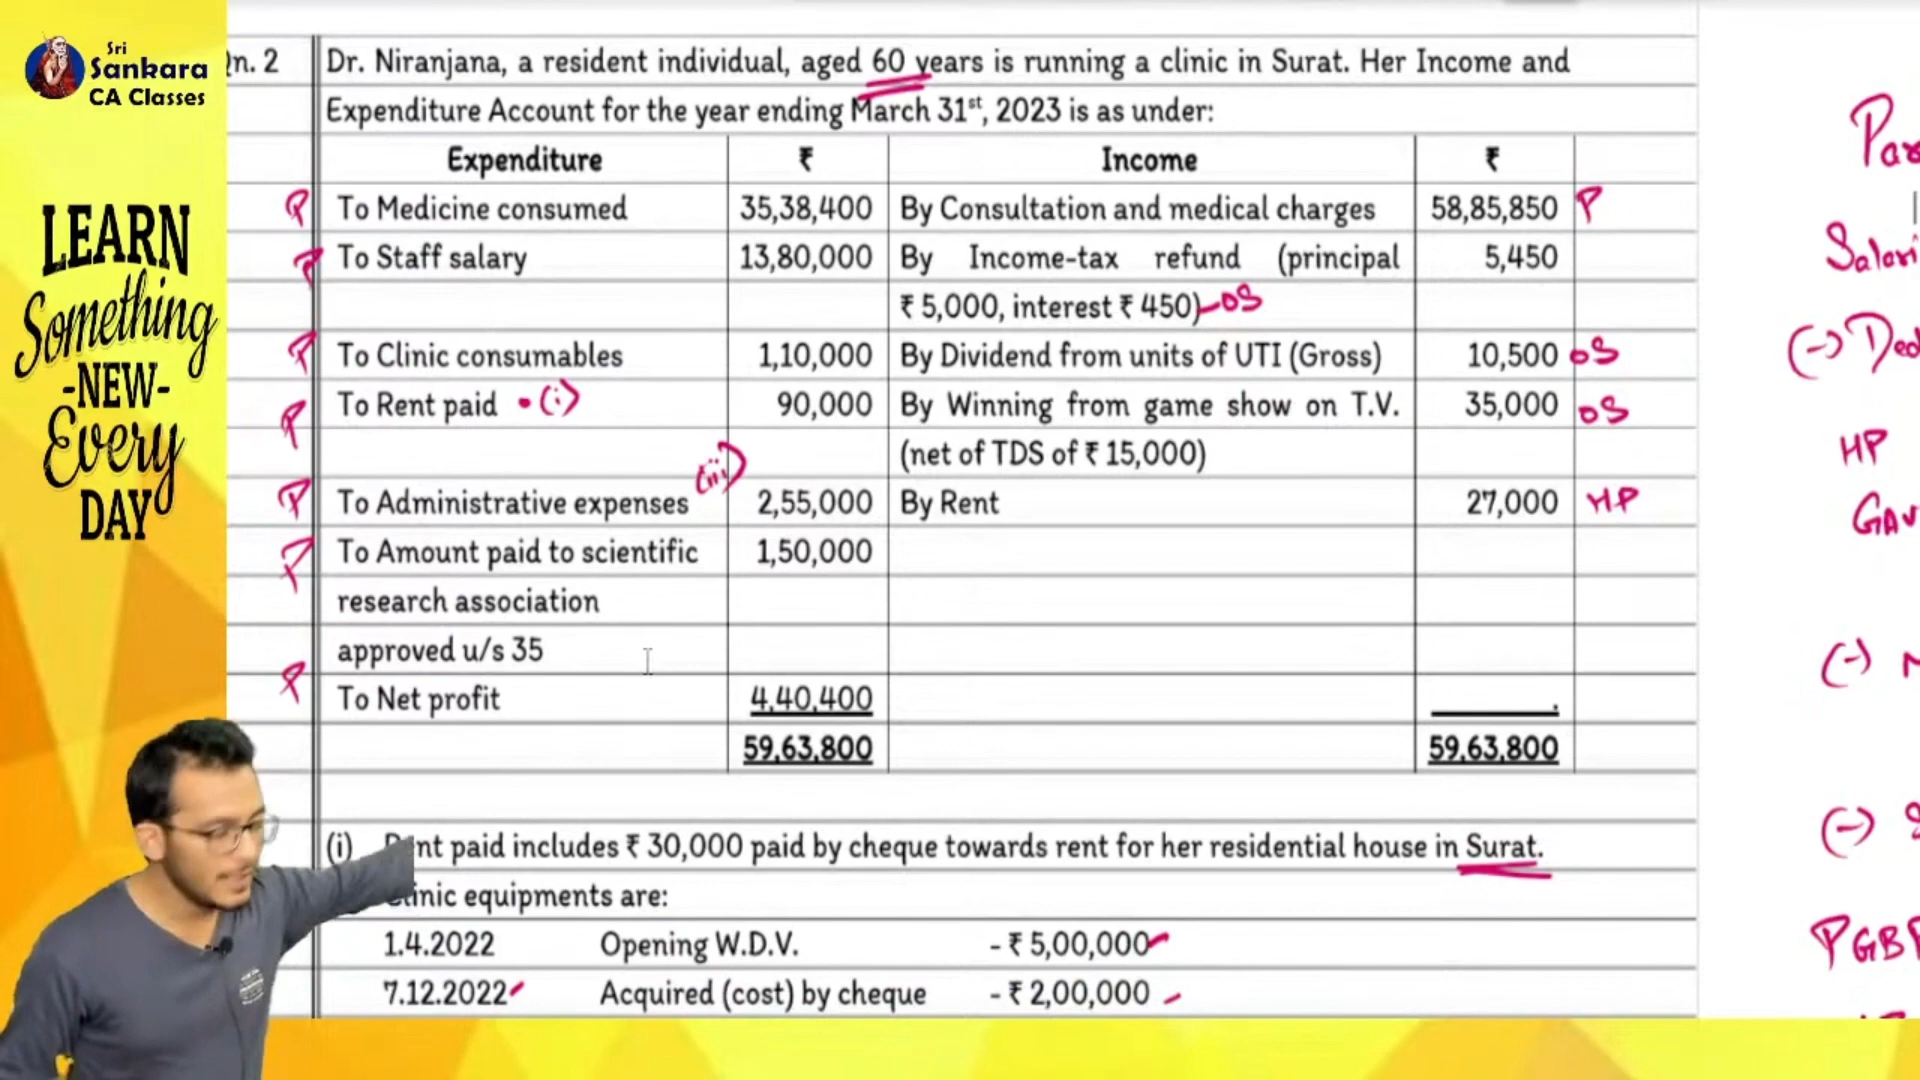 Sri
Sankara
CA Classes
LEARN
Something
-NEW-
Every
DAY
Qn. 2
Dr. Niranjana, a resident individual, aged 60 years is running a clinic in Surat. Her Income and
Expenditure Account for the year ending March 31st, 2023 is as under:
Expenditure ₹ Income ₹
P To Medicine consumed 35,38,400 By Consultation and medical charges 58,85,850 P
P To Staff salary 13,80,000 By Income-tax refund (principal 5,450
₹ 5,000, interest ₹ 450) OS
P To Clinic consumables 1,10,000 By Dividend from units of UTI (Gross) 10,500 OS
P To Rent paid (i) 90,000 By Winning from game show on T.V. 35,000 OS
(net of TDS of ₹ 15,000)
P To Administrative expenses (ii) 2,55,000 By Rent 27,000 HP
P To Amount paid to scientific 1,50,000
research association
approved u/s 35
P To Net profit 4,40,400 .
59,63,800 59,63,800
(i) Rent paid includes ₹ 30,000 paid by cheque towards rent for her residential house in Surat.
Clinic equipments are:
1.4.2022 Opening W.D.V. - ₹ 5,00,000
7.12.2022 Acquired (cost) by cheque - ₹ 2,00,000
Par
Salari
(-) Ded
HP
GAV
(-)
(-)
PGBP